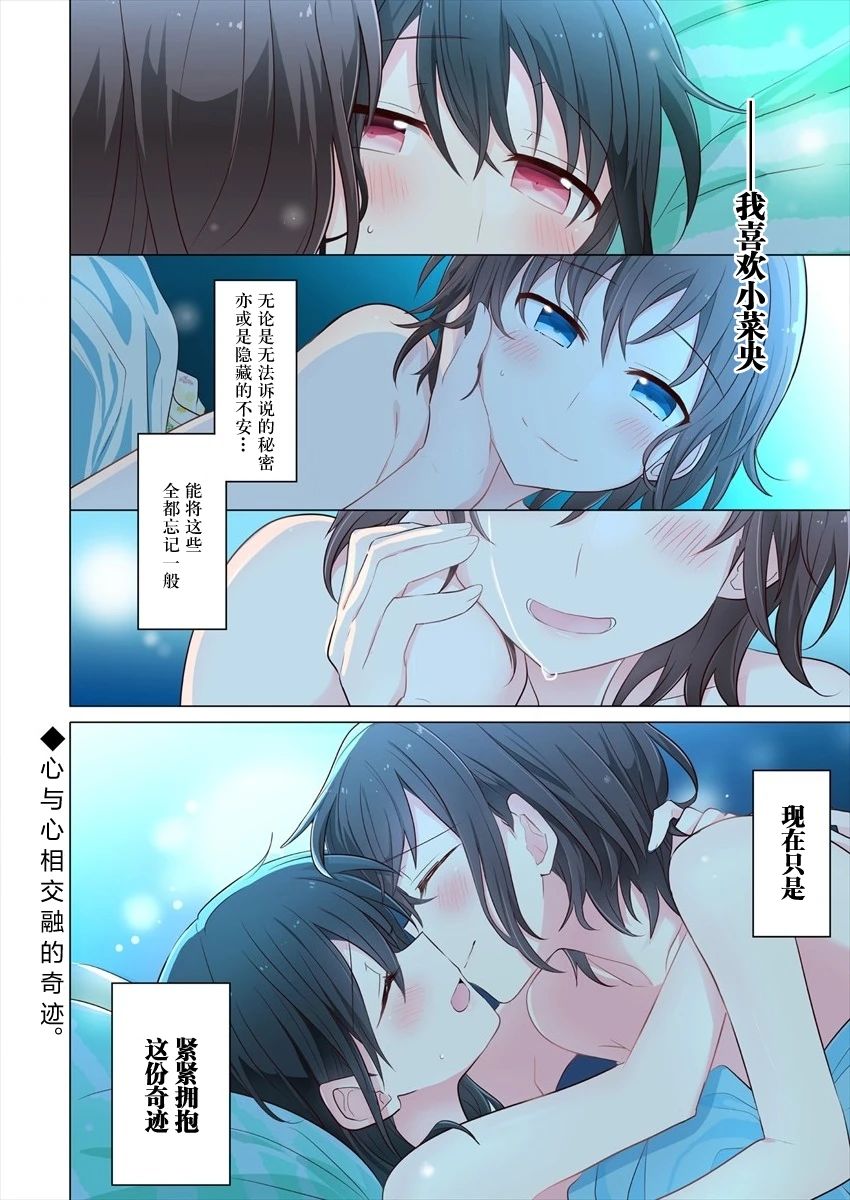 ——我喜欢小菜央
无论是无法诉说的秘密
亦或是隐藏的不安…
能将这些
全都忘记一般
现在只是
紧紧拥抱
这份奇迹
◆心与心相交融的奇迹。